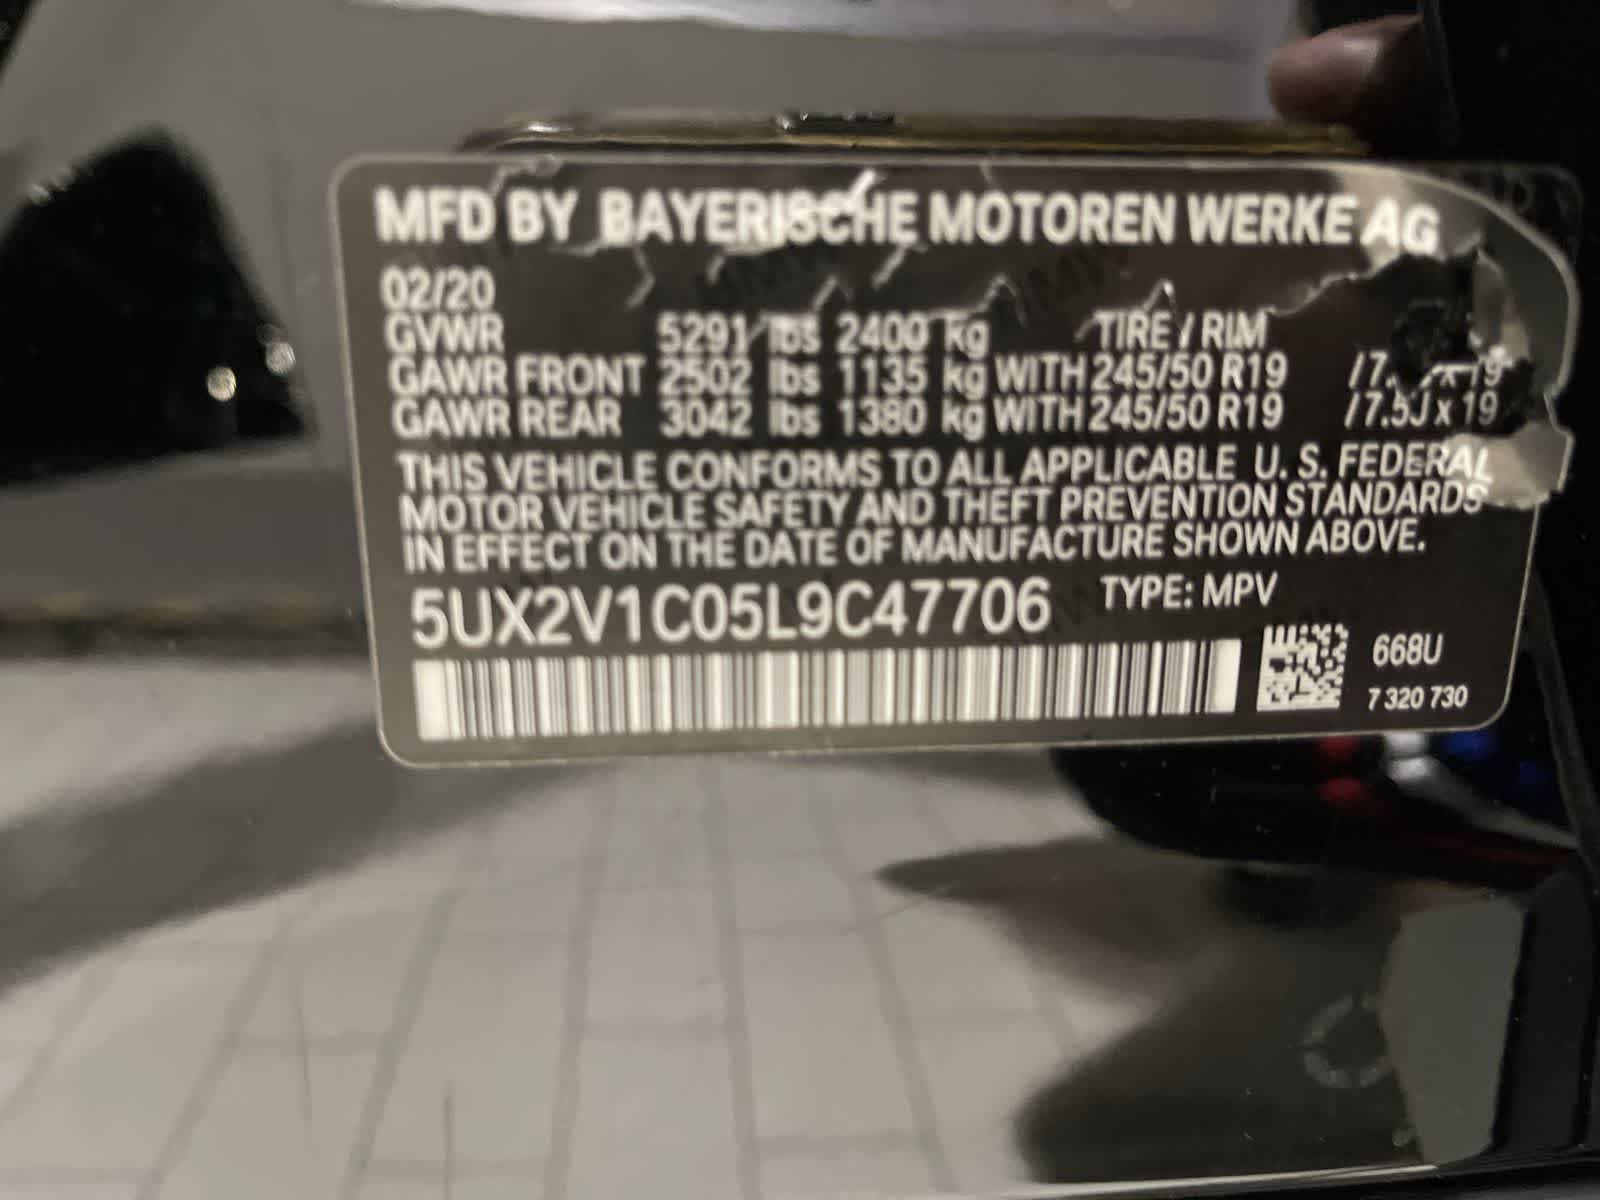 MFD BY BAYERISCHE MOTOREN WERKE AG
02/20
GVWR 5291 lbs 2400 kg TIRE / RIM
GAWR FRONT 2502 lbs 1135 kg WITH 245/50 R19 x 19
GAWR REAR 3042 lbs 1380 kg WITH 245/50 R19 / 7.5J x 19
THIS VEHICLE CONFORMS TO ALL APPLICABLE U. S. FEDERAL
MOTOR VEHICLE SAFETY AND THEFT PREVENTION STANDARDS
IN EFFECT ON THE DATE OF MANUFACTURE SHOWN ABOVE.
5UX2V1C05L9C47706 TYPE: MPV
668U
7 320 730